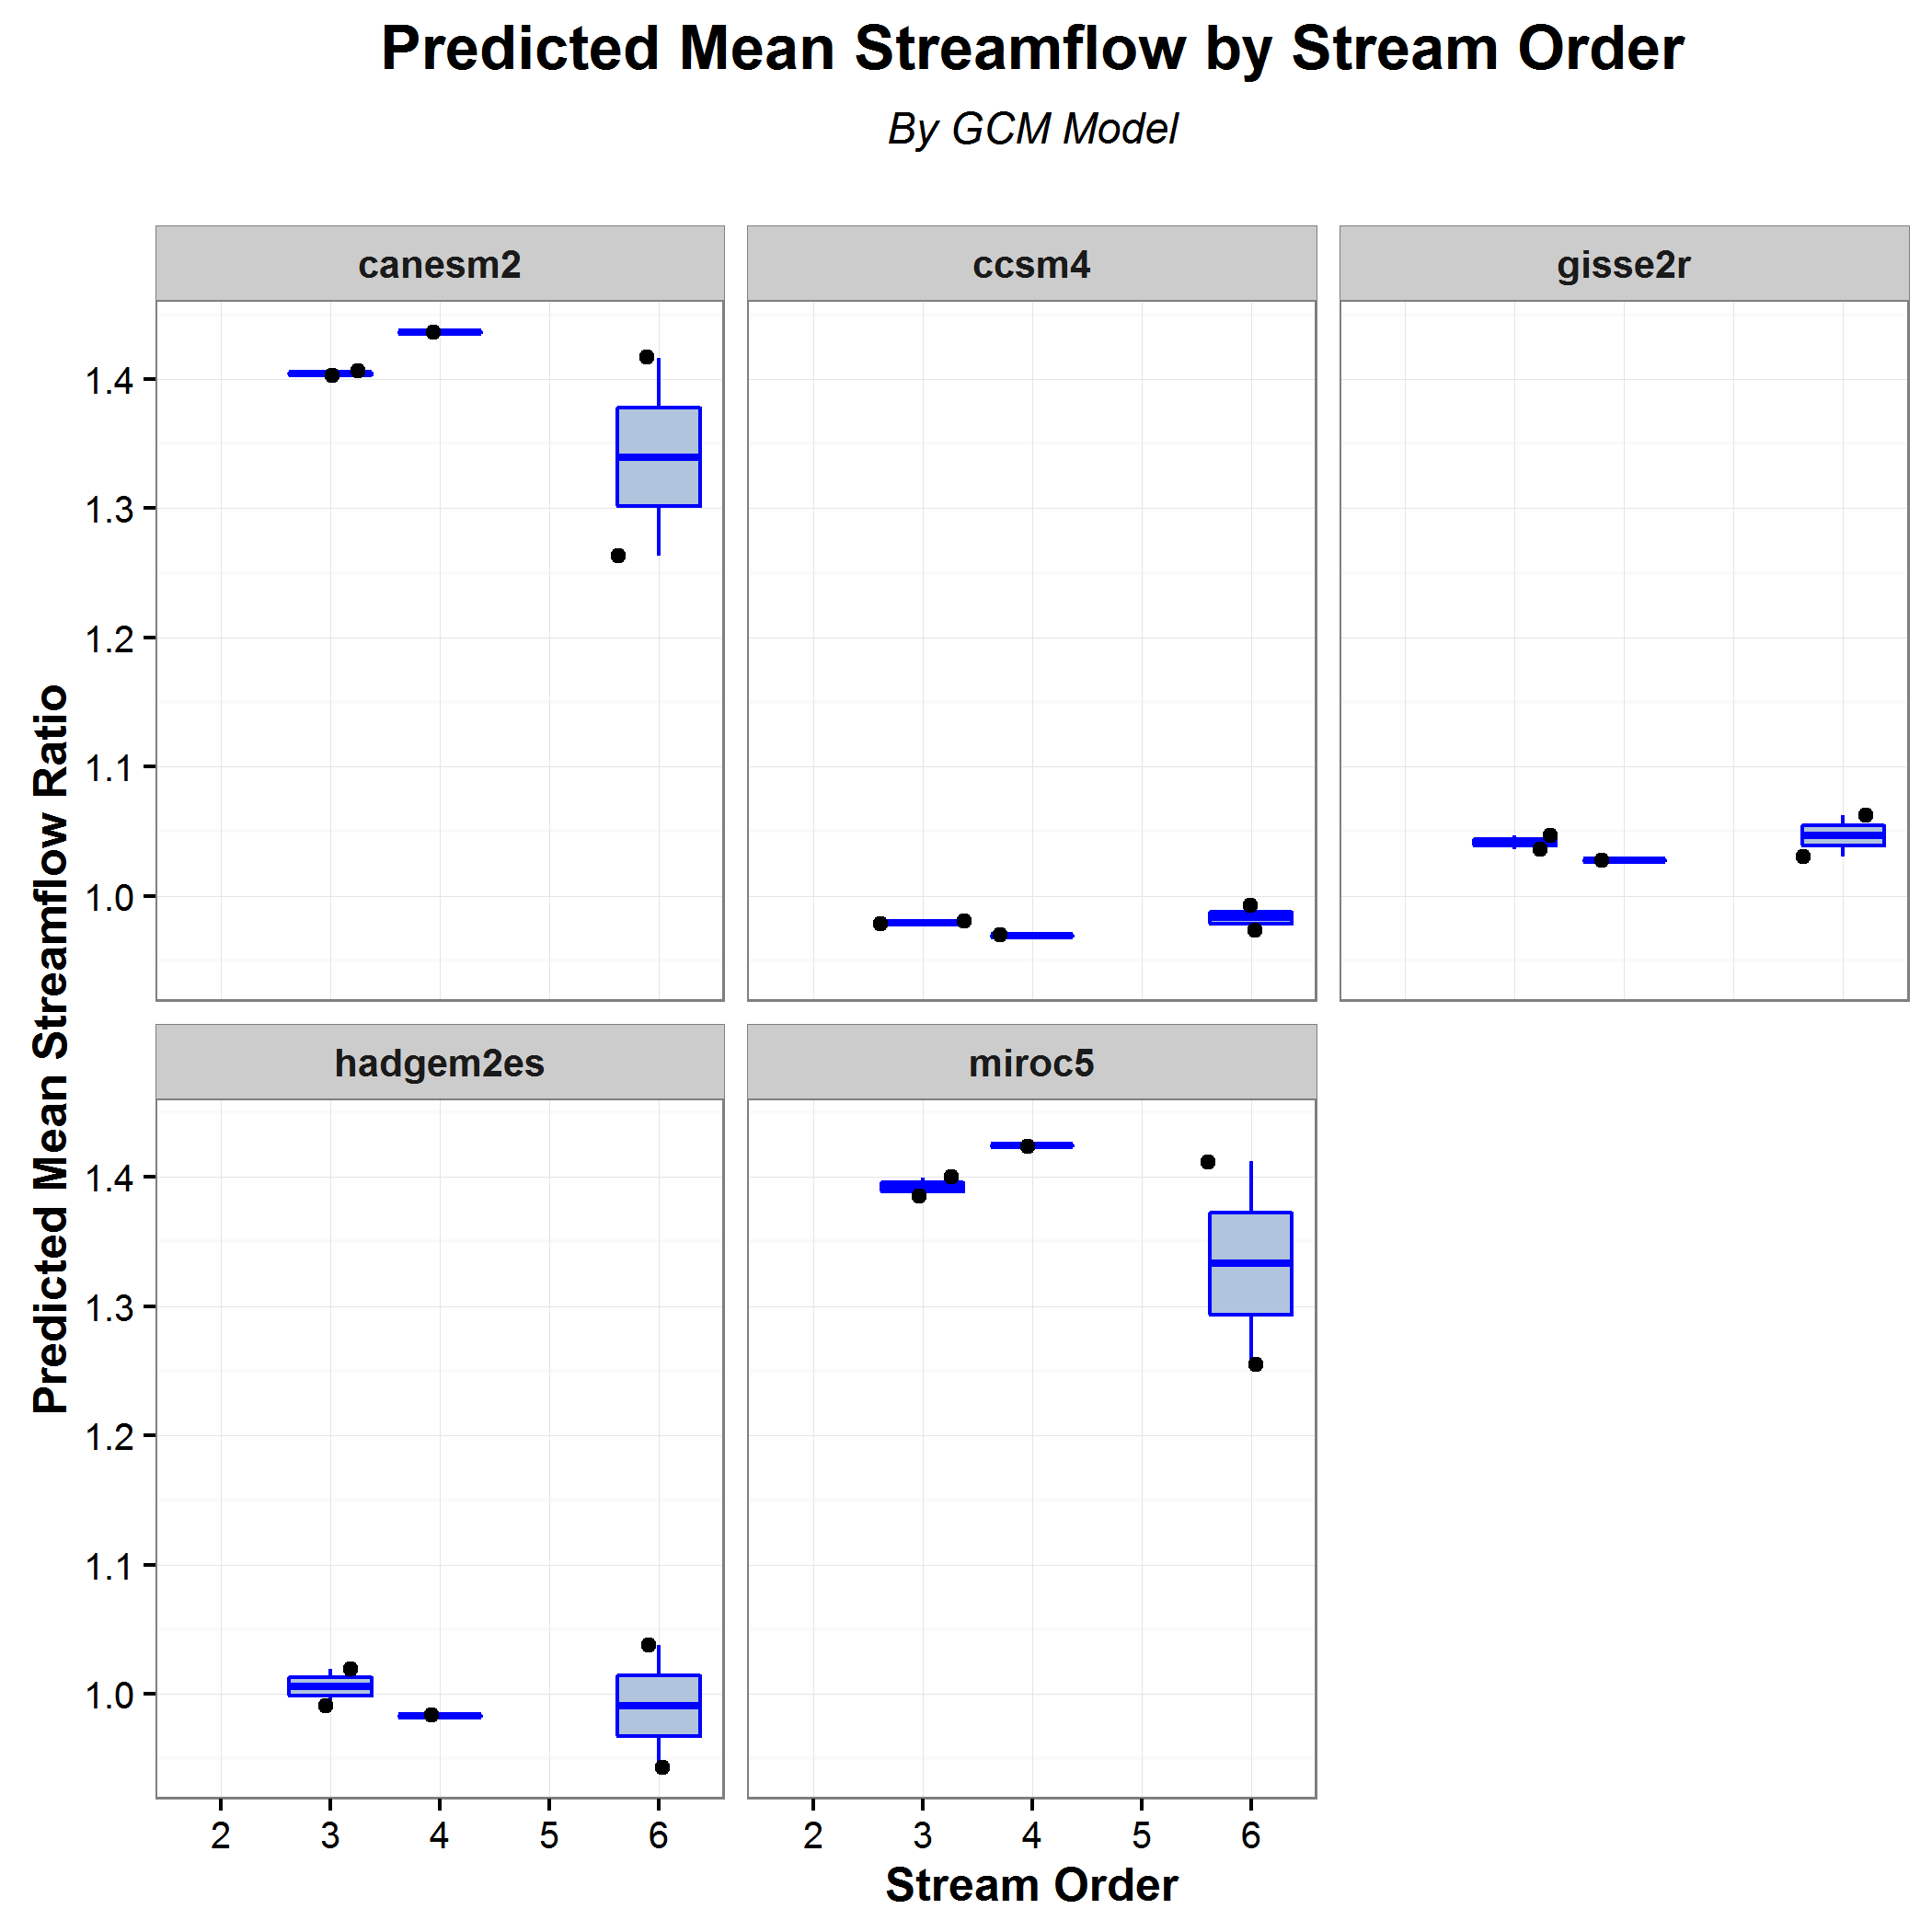 Predicted Mean Streamflow by Stream Order
By GCM Model
canesm2
ccsm4
gisse2r
1.4
1.3
1.2
1.1
1.0
Predicted Mean Streamflow Ratio
hadgem2es
miroc5
1.4
1.3
1.2
1.1
1.0
2 3 4 5 6
2 3 4 5 6
Stream Order